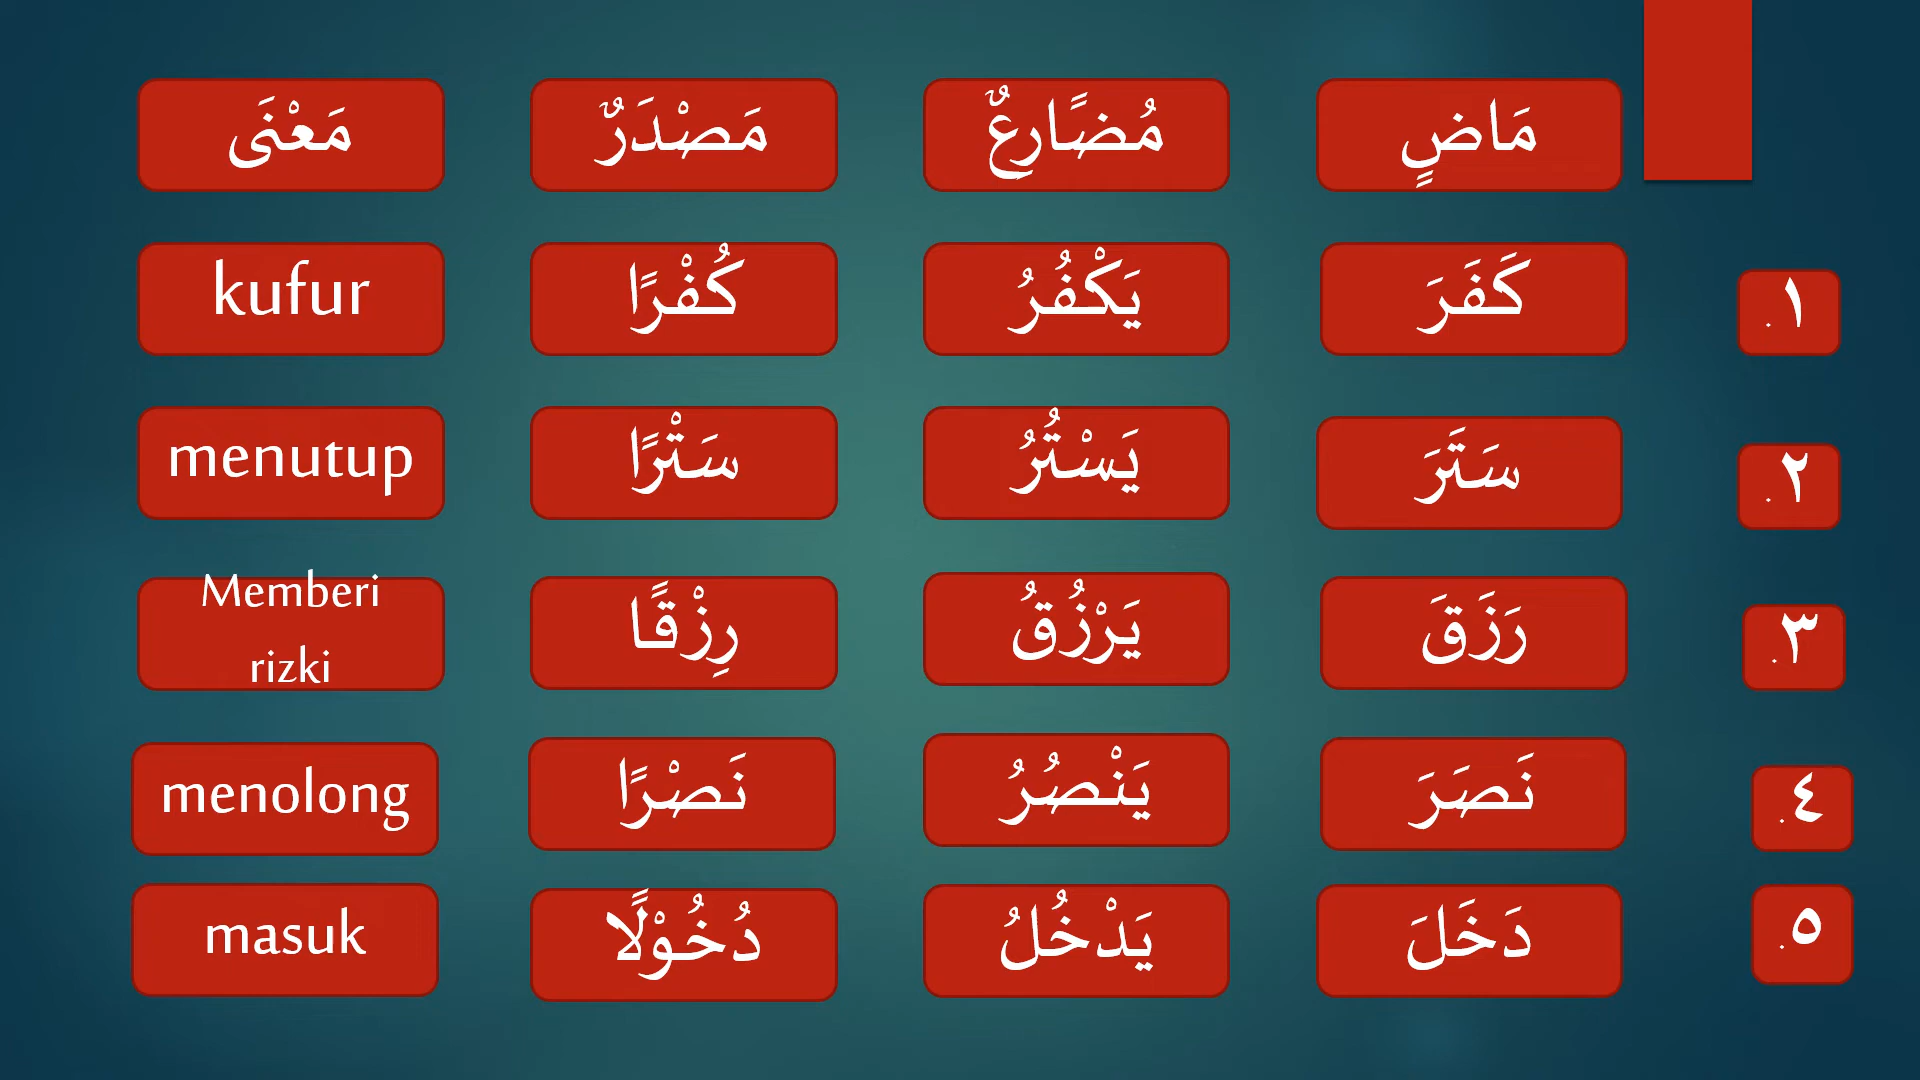 مَاضٍ مُضًارِعٌ مَصْدَرٌ مَعْنَى
١. كَفَرَ يَكْفُرُ كُفْرًا kufur
٢. سَتَرَ يَسْتُرُ سَتْرًا menutup
٣. رَزَقَ يَرْزُقُ رِزْقًا Memberi
rizki
٤. نَصَرَ يَنْصُرُ نَصْرًا menolong
٥. دَخَلَ يَدْخُلُ دُخُوْلًا masuk